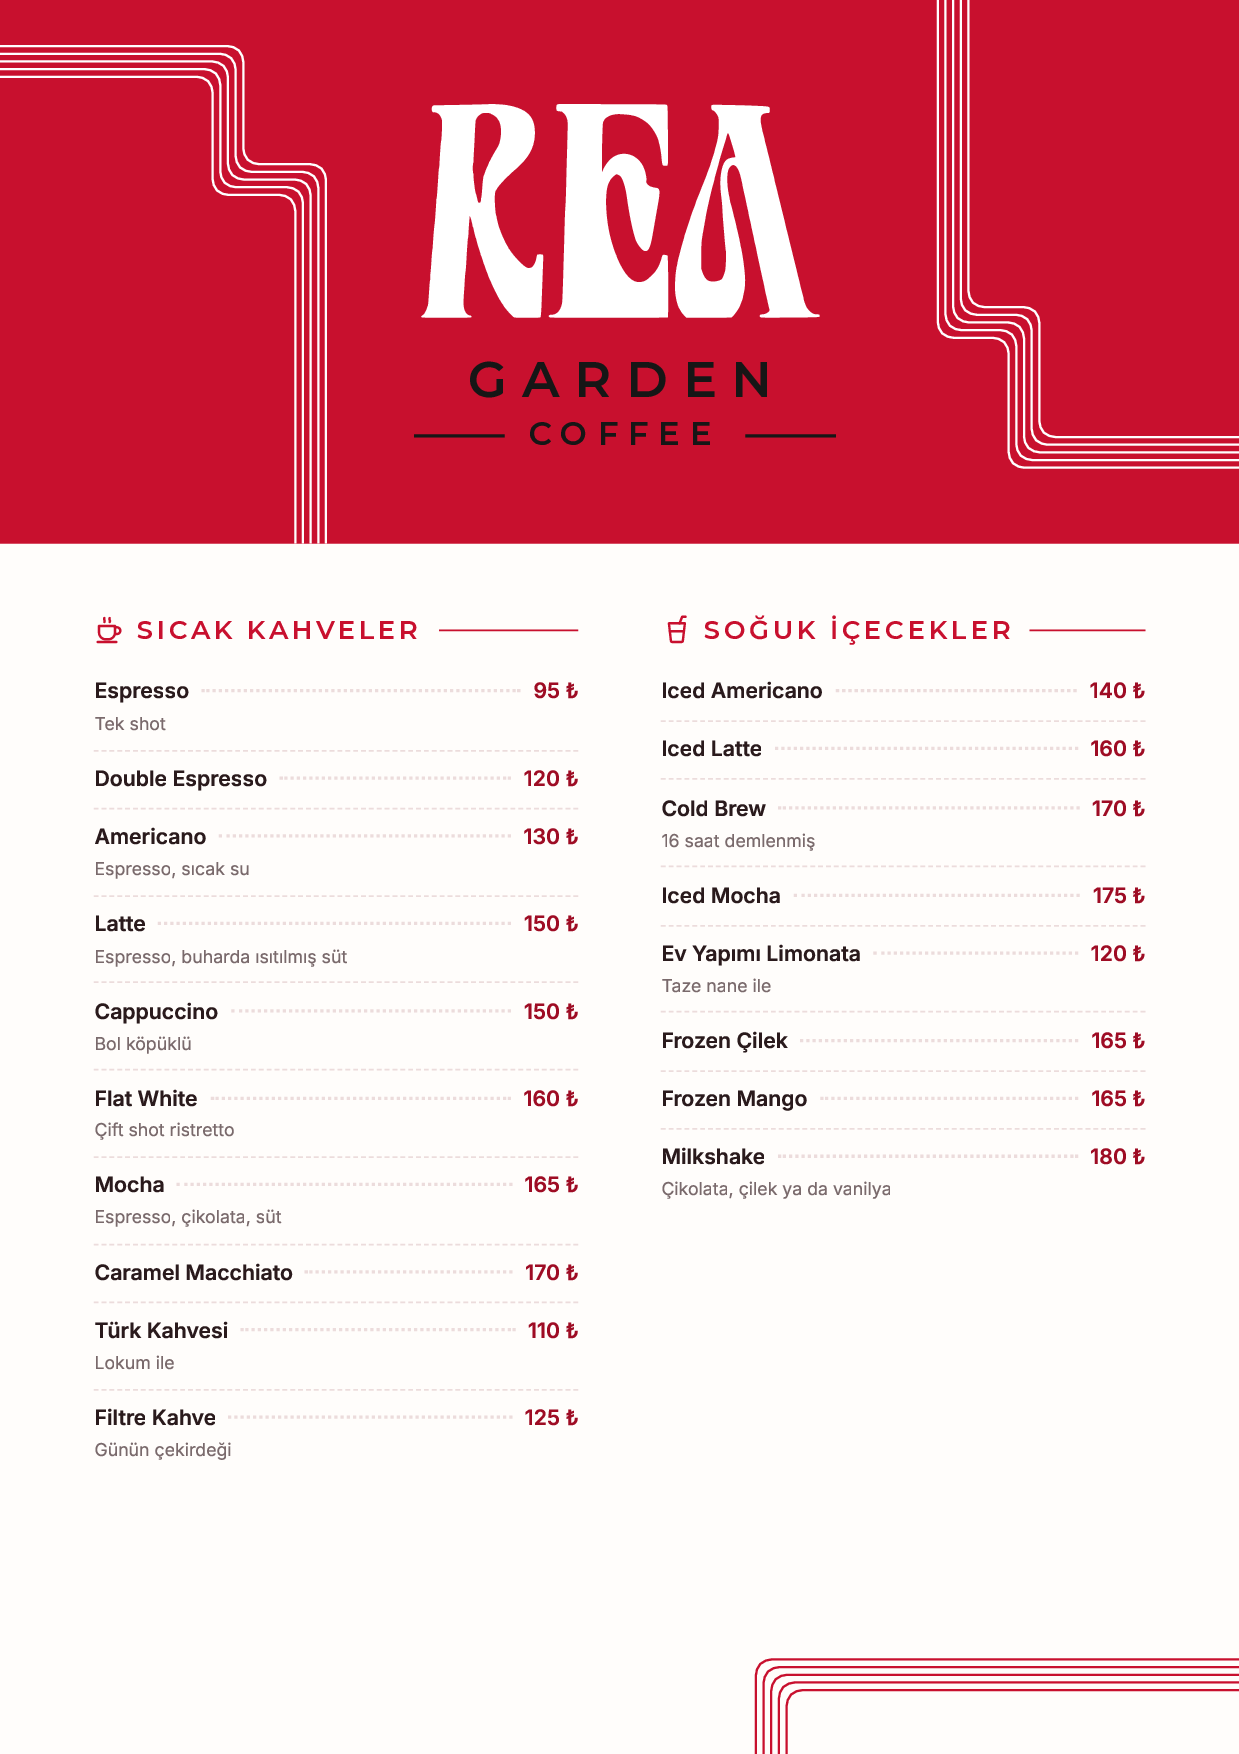 REA
GARDEN
COFFEE
SICAK KAHVELER
Espresso 95 ₺
Tek shot
Double Espresso 120 ₺
Americano 130 ₺
Espresso, sıcak su
Latte 150 ₺
Espresso, buharda ısıtılmış süt
Cappuccino 150 ₺
Bol köpüklü
Flat White 160 ₺
Çift shot ristretto
Mocha 165 ₺
Espresso, çikolata, süt
Caramel Macchiato 170 ₺
Türk Kahvesi 110 ₺
Lokum ile
Filtre Kahve 125 ₺
Günün çekirdeği
SOĞUK İÇECEKLER
Iced Americano 140 ₺
Iced Latte 160 ₺
Cold Brew 170 ₺
16 saat demlenmiş
Iced Mocha 175 ₺
Ev Yapımı Limonata 120 ₺
Taze nane ile
Frozen Çilek 165 ₺
Frozen Mango 165 ₺
Milkshake 180 ₺
Çikolata, çilek ya da vanilya